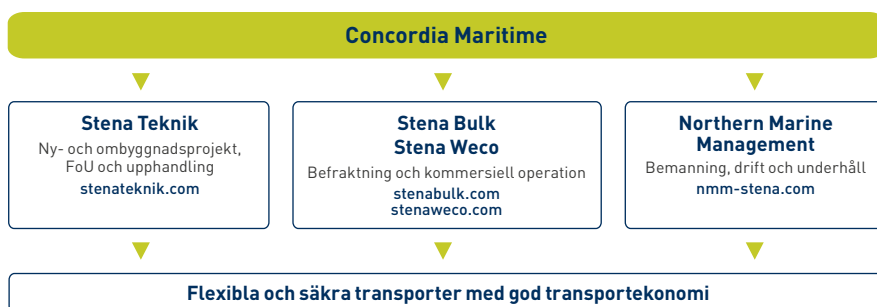 Concordia Maritime
Stena Teknik
Ny- och ombyggnadsprojekt,
FoU och upphandling
stenateknik.com
Stena Bulk
Stena Weco
Befraktning och kommersiell operation
stenabulk.com
stenaweco.com
Northern Marine
Management
Bemanning, drift och underhåll
nmm-stena.com
Flexibla och säkra transporter med god transportekonomi